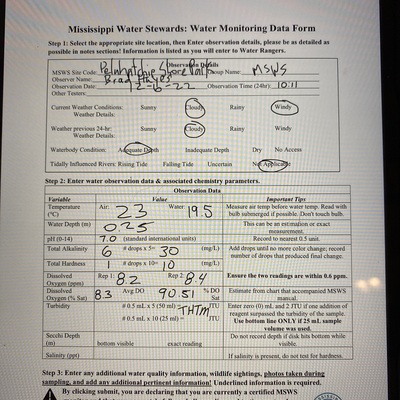 Mississippi Water Stewards: Water Monitoring Data Form
Step 1: Select the appropriate site location, then Enter observation details, please be as detailed as
possible in notes section! Information is listed as you will enter to Water Rangers.
Observation Details
MSWS Site Code: Pelahatchie Shore Park Group Name: MSWS
Observer Name: Brad Hayes
Observation Date: 2-6-22 Observation Time (24hr): 10:11
Other Testers:
Current Weather Conditions: Sunny Cloudy Rainy Windy
Weather Details:
Weather previous 24-hr: Sunny Cloudy Rainy Windy
Weather Details:
Waterbody Condition: Adequate Depth Inadequate Depth Dry No Access
Tidally Influenced Rivers: Rising Tide Falling Tide Uncertain Not Applicable
Step 2: Enter water observation data & associated chemistry parameters.
Observation Data
Variable Value Important Tips
Temperature (°C) Air: 23 Water: 19.5 Measure air temp before water temp. Read with bulb submerged if possible. Don't touch bulb.
Water Depth (m) 0.25 This can be an estimation or exact measurement.
pH (0-14) 7.0 (standard international units) Record to nearest 0.5 unit.
Total Alkalinity 6 # drops x 5= 30 (mg/L) Add drops until no more color change; record number of drops that produced final change.
Total Hardness 1 # drops x 10= 10 (mg/L)
Dissolved Oxygen (ppm) Rep 1: 8.2 Rep 2: 8.4 Ensure the two readings are within 0.6 ppm.
Dissolved Oxygen (% Sat) 8.3 Avg DO 90.51 % DO Sat Estimate from chart that accompanied MSWS manual.
Turbidity # 0.5 mL x 5 (50 ml) = JTU Enter zero (0) mL and 2 JTU if one addition of reagent surpassed the turbidity of the sample.
# 0.5 mL x 10 (25 ml) = JTU Use bottom line ONLY if 25 mL sample volume was used.
Secchi Depth (m) bottom visible exact reading Do not record depth if disk hits bottom while visible.
Salinity (ppt) If salinity is present, do not test for hardness.
Step 3: Enter any additional water quality information, wildlife sightings, photos taken during
sampling, and add any additional pertinent information! Underlined information is required.
By clicking submit, you are declaring that you are currently a certified MSWS